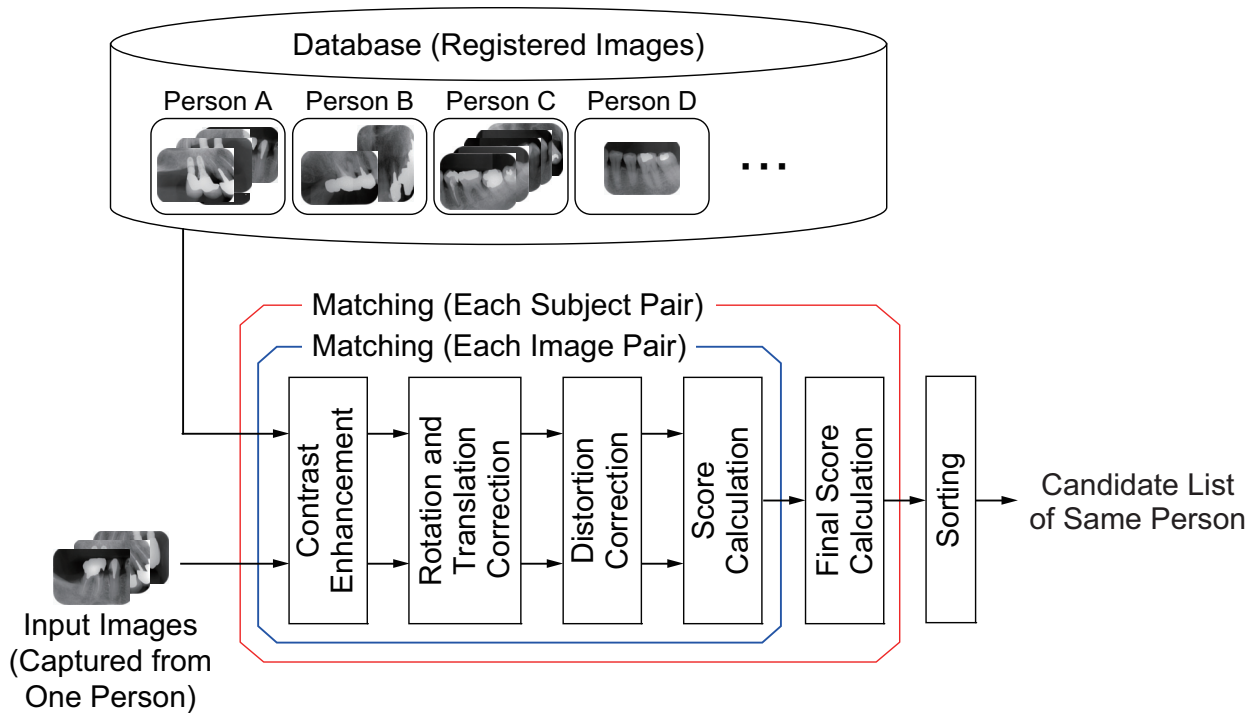 Database (Registered Images)
Person A
Person B
Person C
Person D
...
Matching (Each Subject Pair)
Matching (Each Image Pair)
Contrast
Enhancement
Rotation and
Translation
Correction
Distortion
Correction
Score
Calculation
Final Score
Calculation
Sorting
Candidate List
of Same Person
Input Images
(Captured from
One Person)